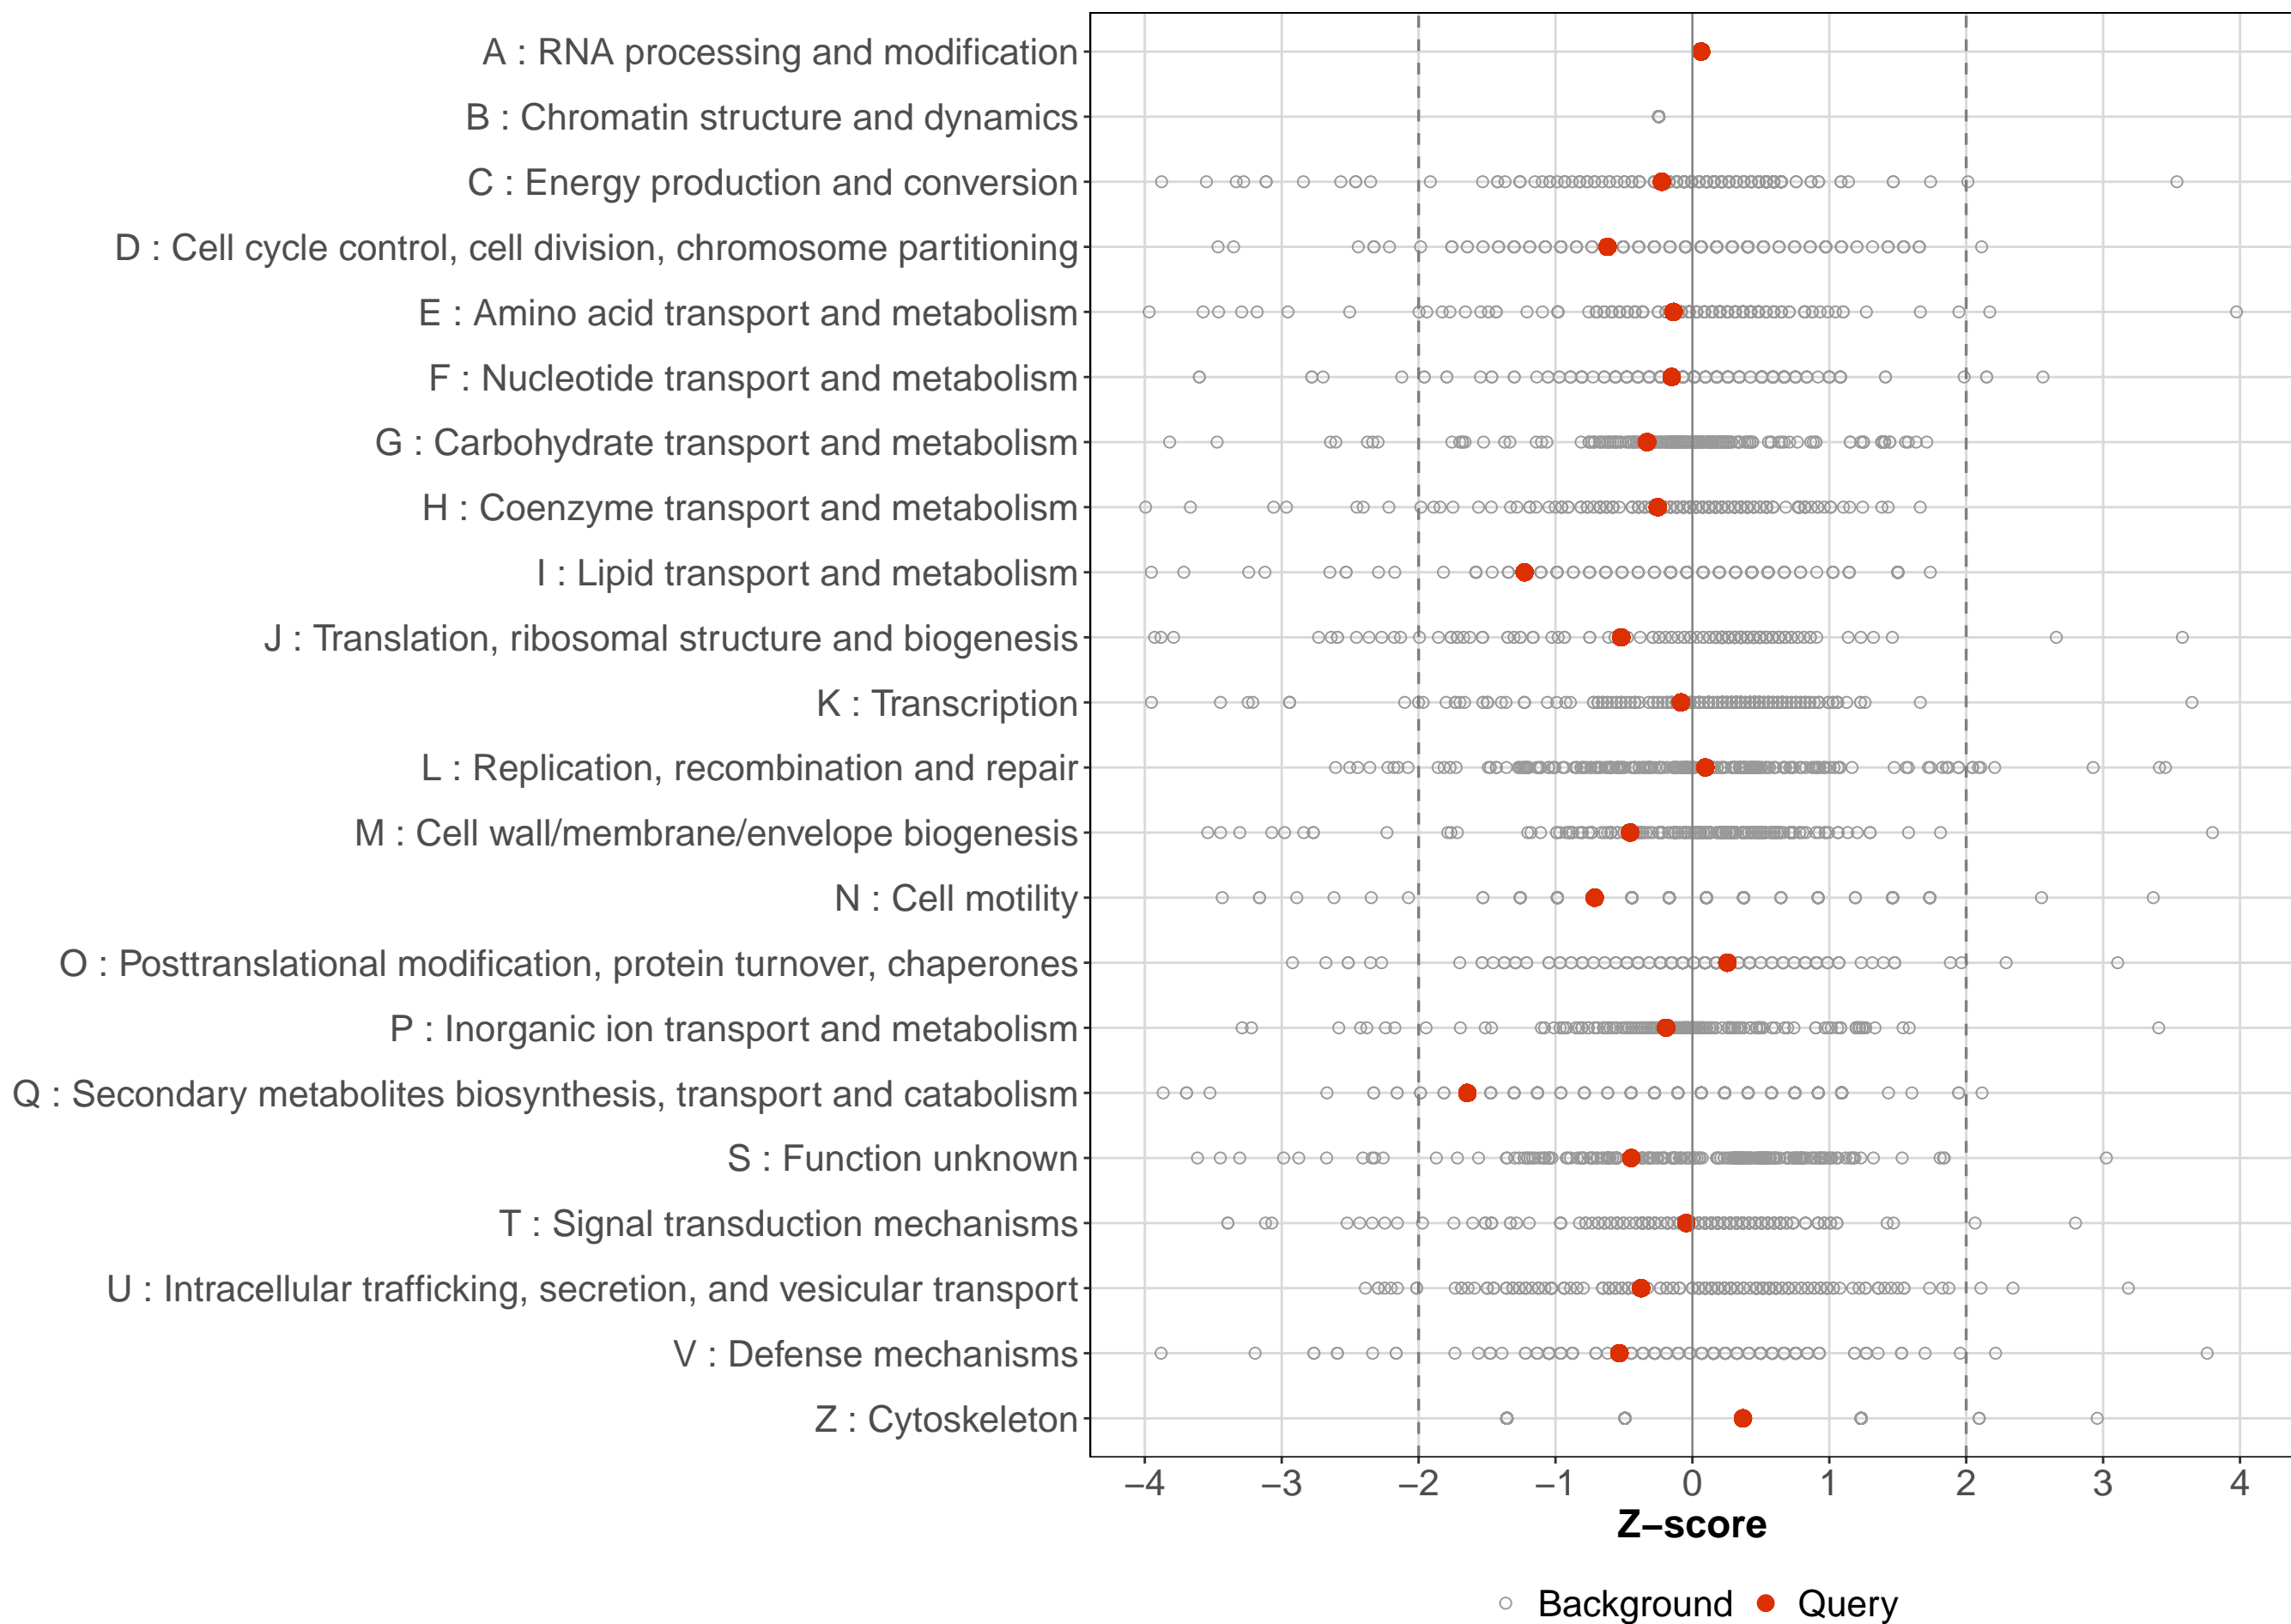 A : RNA processing and modification
B : Chromatin structure and dynamics
C : Energy production and conversion
D : Cell cycle control, cell division, chromosome partitioning
E : Amino acid transport and metabolism
F : Nucleotide transport and metabolism
G : Carbohydrate transport and metabolism
H : Coenzyme transport and metabolism
I : Lipid transport and metabolism
J : Translation, ribosomal structure and biogenesis
K : Transcription
L : Replication, recombination and repair
M : Cell wall/membrane/envelope biogenesis
N : Cell motility
O : Posttranslational modification, protein turnover, chaperones
P : Inorganic ion transport and metabolism
Q : Secondary metabolites biosynthesis, transport and catabolism
S : Function unknown
T : Signal transduction mechanisms
U : Intracellular trafficking, secretion, and vesicular transport
V : Defense mechanisms
Z : Cytoskeleton
−4 −3 −2 −1 0 1 2 3 4
Z−score
Background Query